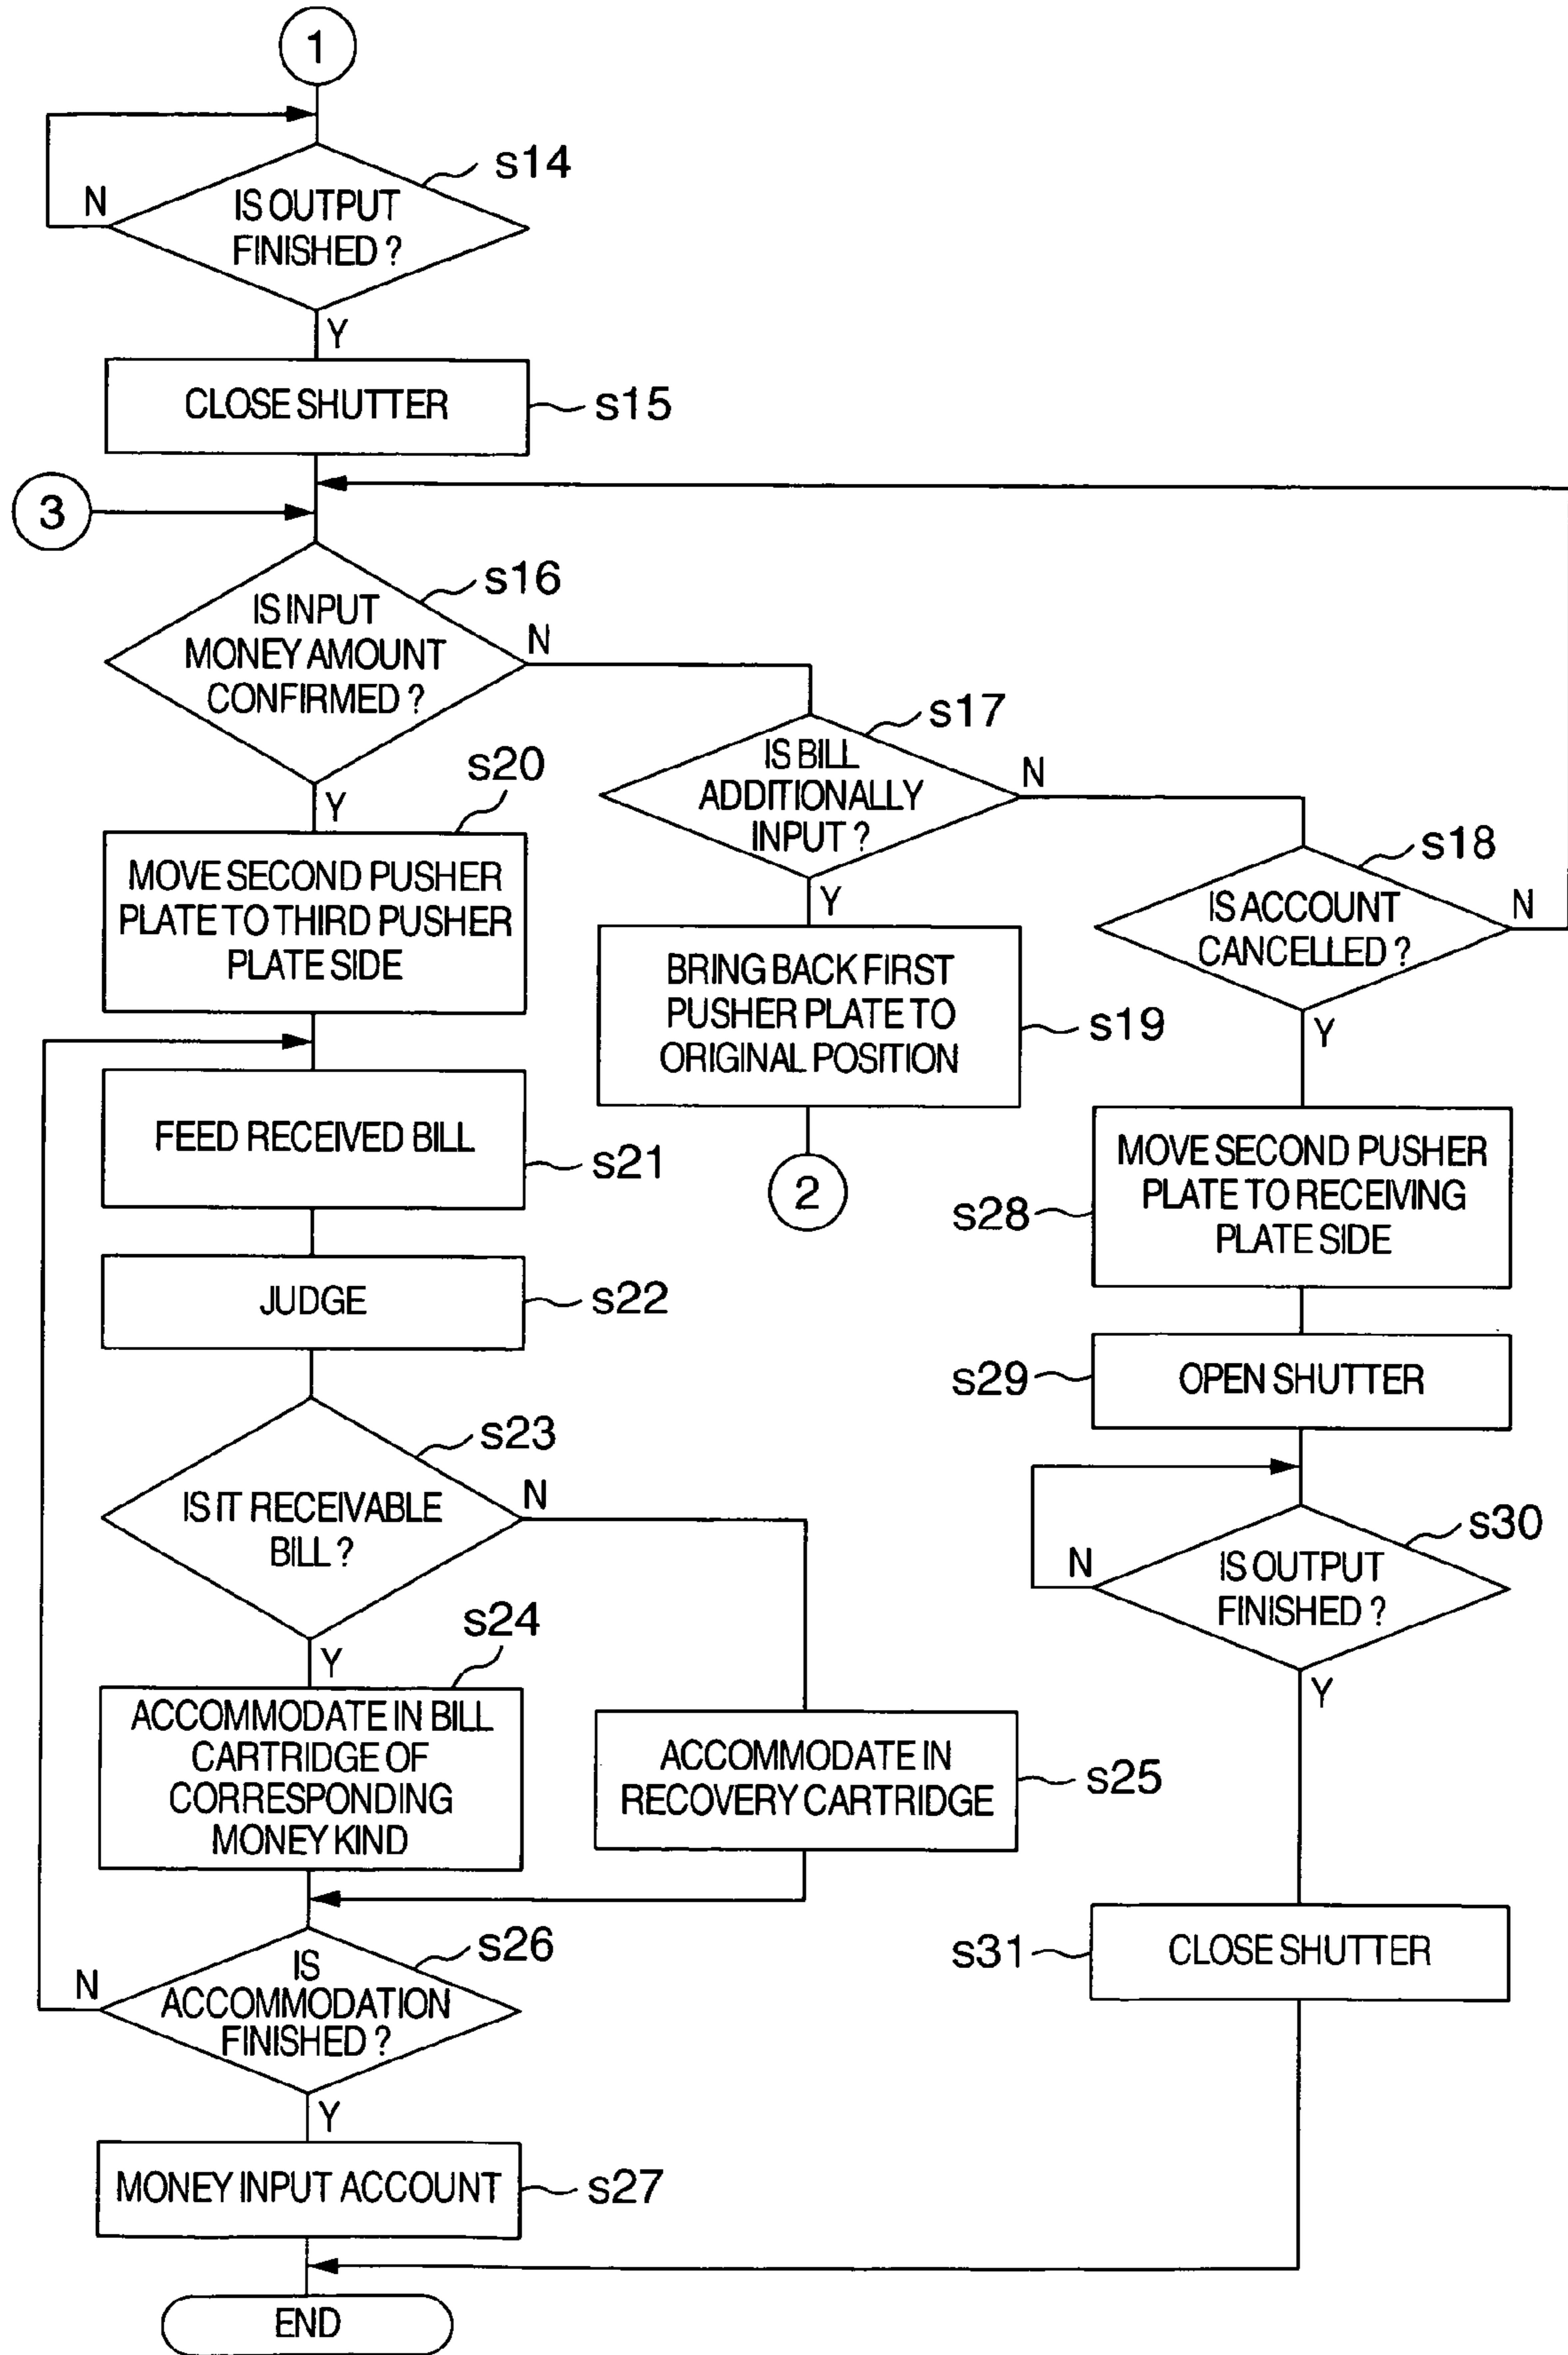 1
s14
N
IS OUTPUT
FINISHED ?
Y
CLOSE SHUTTER
s15
3
s16
IS INPUT
MONEY AMOUNT
CONFIRMED ?
N
Y
s17
IS BILL
ADDITIONALLY
INPUT ?
N
Y
s18
IS ACCOUNT
CANCELLED ?
N
Y
s20
MOVE SECOND PUSHER
PLATE TO THIRD PUSHER
PLATE SIDE
BRING BACK FIRST
PUSHER PLATE TO
ORIGINAL POSITION
s19
2
FEED RECEIVED BILL
s21
MOVE SECOND PUSHER
PLATE TO RECEIVING
PLATE SIDE
s28
JUDGE
s22
s29
OPEN SHUTTER
s23
IS IT RECEIVABLE
BILL ?
N
Y
s30
N
IS OUTPUT
FINISHED ?
Y
s24
ACCOMMODATE IN BILL
CARTRIDGE OF
CORRESPONDING
MONEY KIND
ACCOMMODATE IN
RECOVERY CARTRIDGE
s25
s26
N
IS
ACCOMMODATION
FINISHED ?
Y
s31
CLOSE SHUTTER
MONEY INPUT ACCOUNT
s27
END